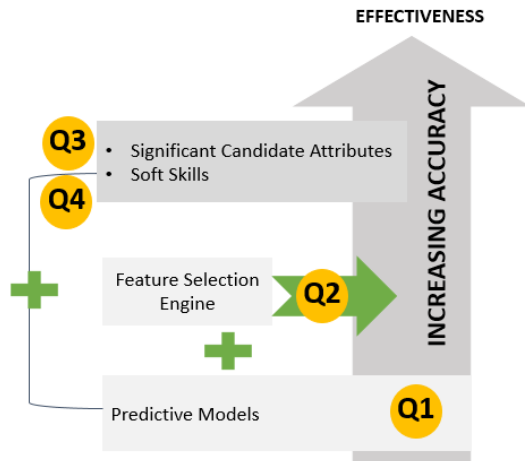 EFFECTIVENESS
INCREASING ACCURACY
Q3
• Significant Candidate Attributes
• Soft Skills
Q4
Feature Selection
Engine
Q2
Predictive Models
Q1